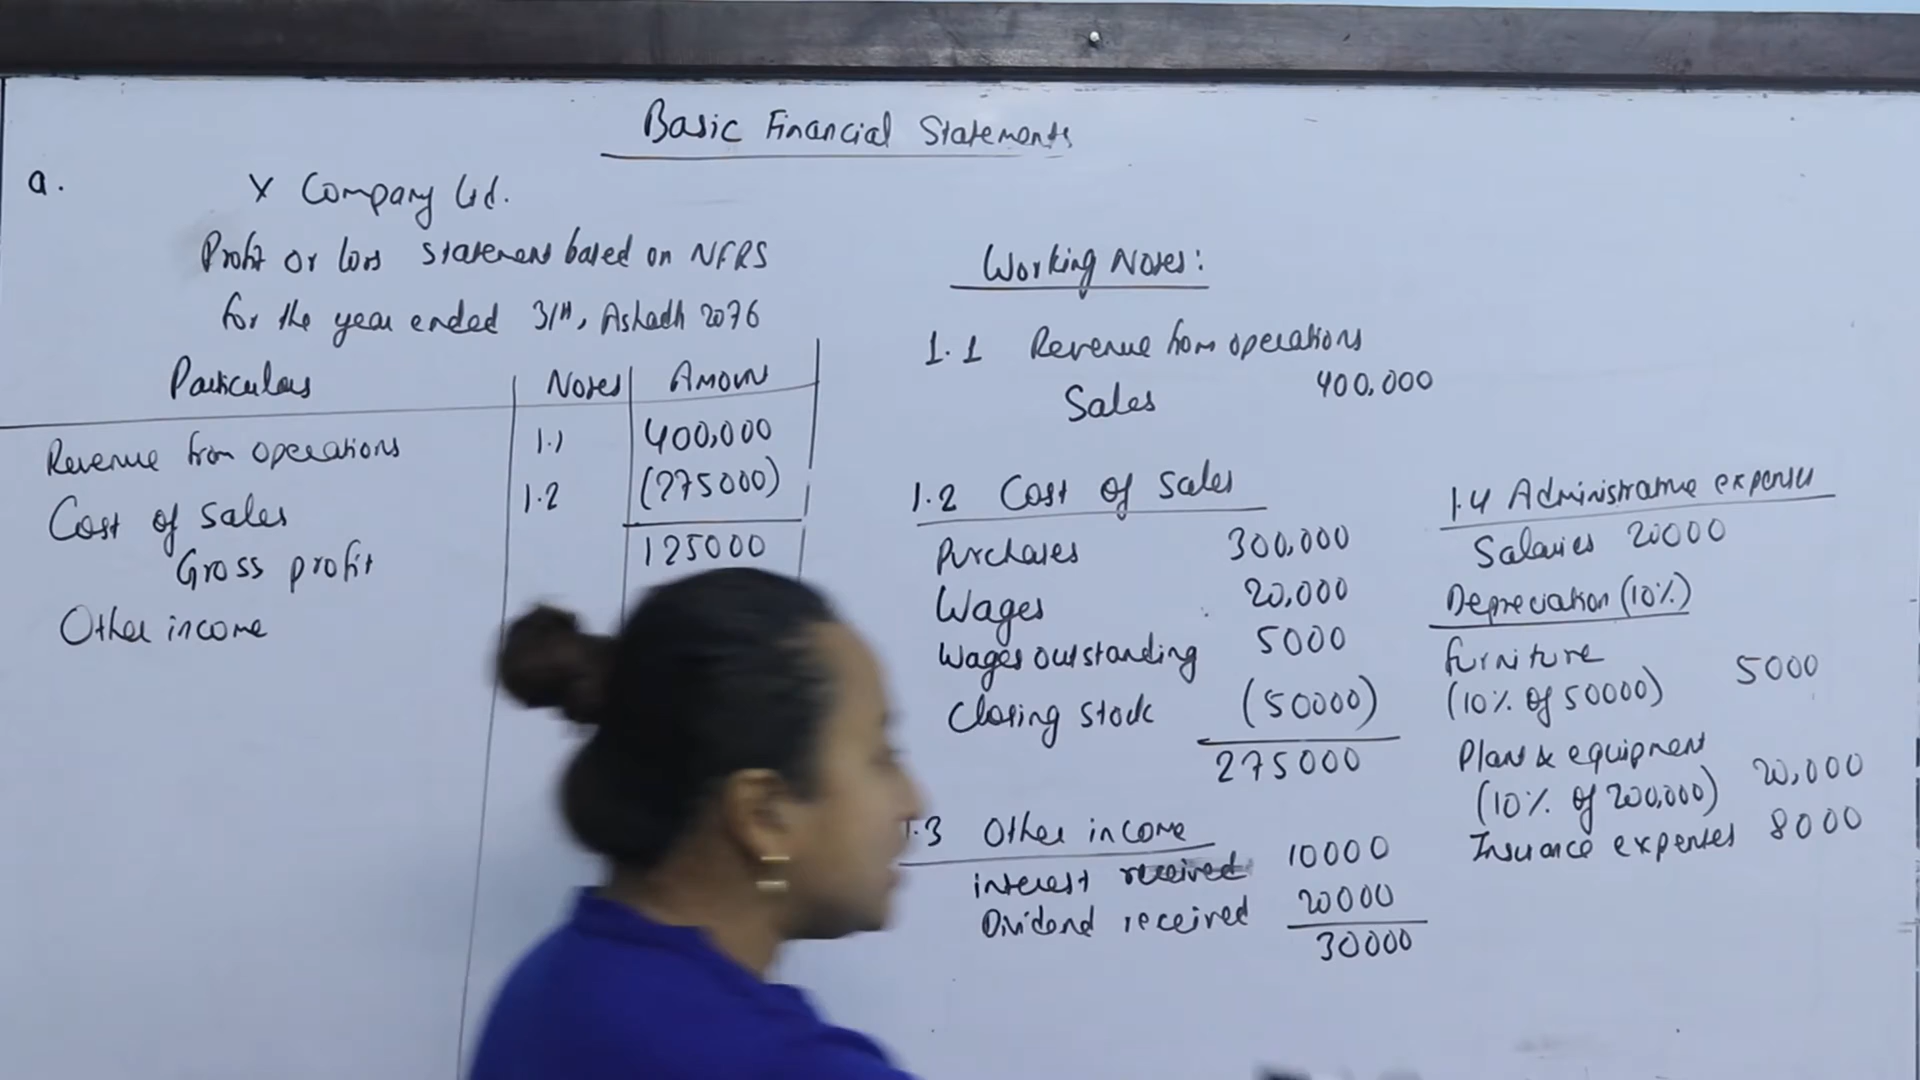 Basic Financial Statements
a.
X Company Ltd.
Profit or loss statement based on NFRS
for the year ended 31st, Ashadh 2076
Particulars Notes Amount
Revenue from operations 1.1 400,000
Cost of sales 1.2 (275000)
Gross profit 125000
Other income
Working Notes:
1.1 Revenue from operations
Sales 400,000
1.2 Cost of sales
Purchases 300,000
Wages 20,000
Wages outstanding 5000
Closing stock (50000)
275000
1.3 Other income
interest received 10000
Dividend received 20000
30000
1.4 Administrative expenses
Salaries 20000
Depreciation (10%)
furniture
(10% of 50000) 5000
Plant & equipment
(10% of 200,000) 20,000
Insurance expenses 8000